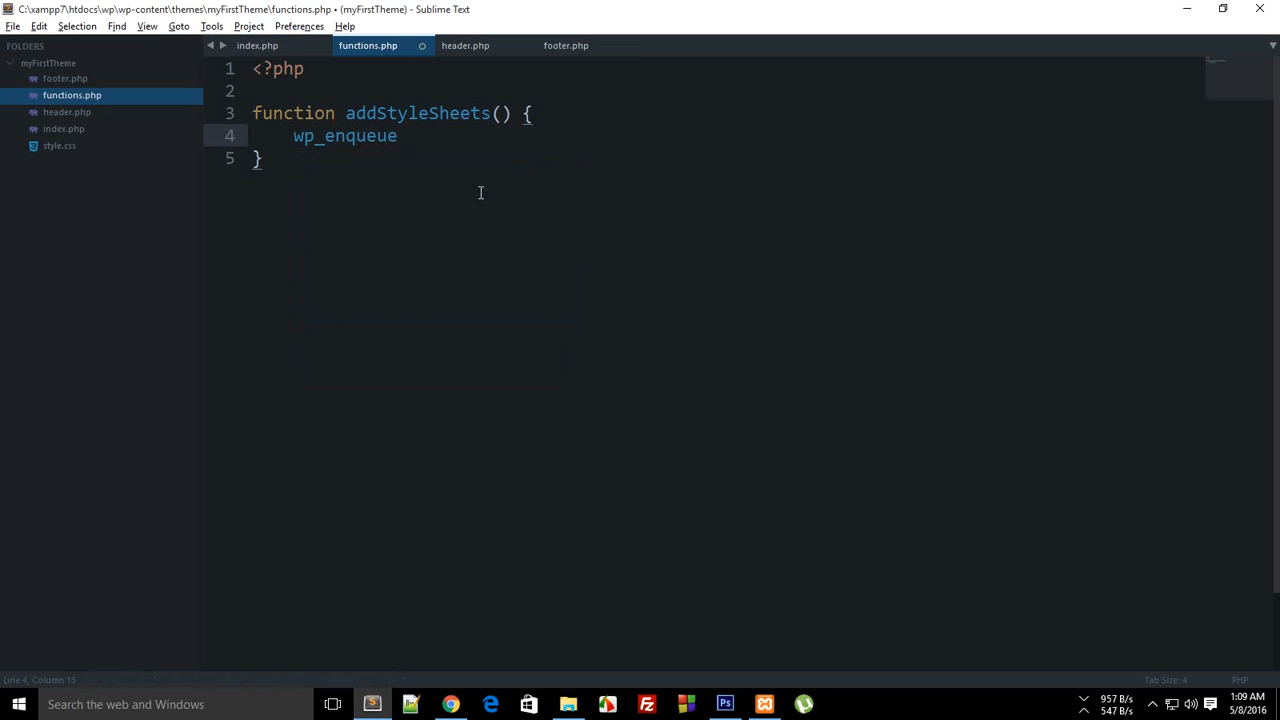 C:\xampp7\htdocs\wp\wp-content\themes\myFirstTheme\functions.php • (myFirstTheme) - Sublime Text
File Edit Selection Find View Goto Tools Project Preferences Help
FOLDERS
myFirstTheme
footer.php
functions.php
header.php
index.php
style.css
index.php functions.php header.php footer.php
1 <?php
2
3 function addStyleSheets() {
4 wp_enqueue
5 }
Line 4, Column 15 Tab Size: 4 PHP
Search the web and Windows
957 B/s
547 B/s
1:09 AM
5/8/2016